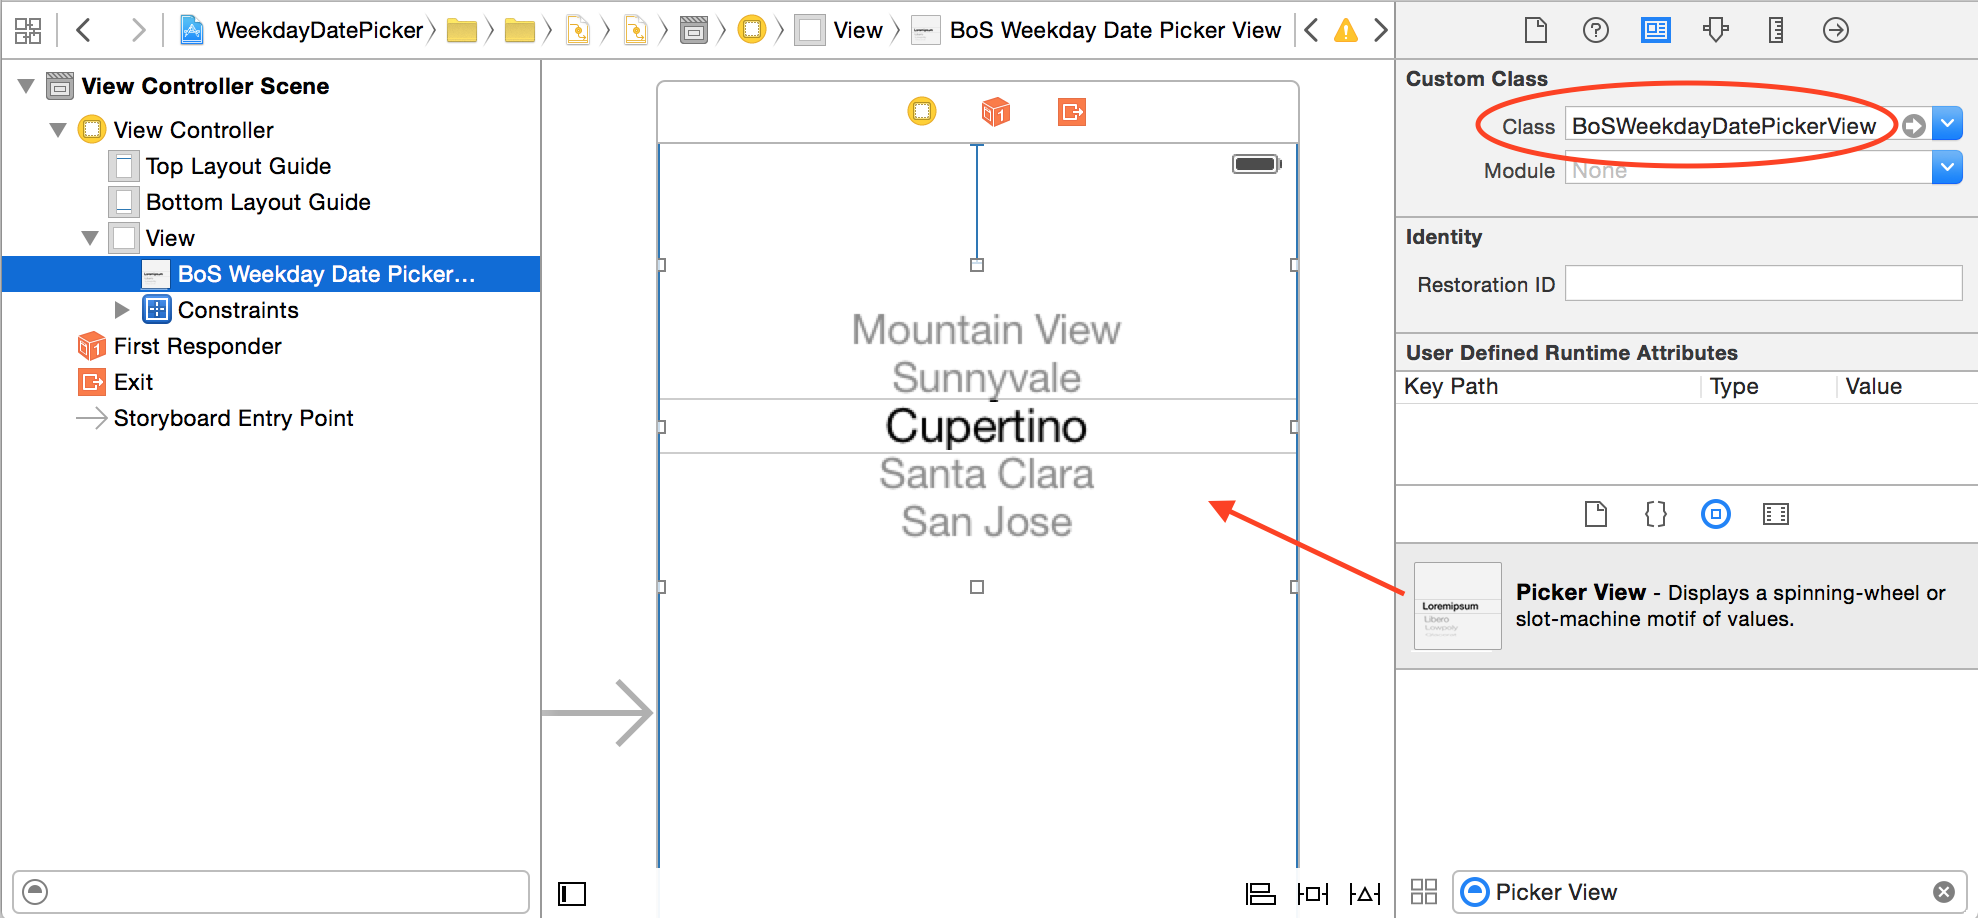 WeekdayDatePicker
View
BoS Weekday Date Picker View
View Controller Scene
View Controller
Top Layout Guide
Bottom Layout Guide
View
BoS Weekday Date Picker...
Constraints
1
First Responder
Exit
Storyboard Entry Point
1
Mountain View
Sunnyvale
Cupertino
Santa Clara
San Jose
Custom Class
Class BoSWeekdayDatePickerView
Module None
Identity
Restoration ID
User Defined Runtime Attributes
Key Path Type Value
{}
Loremipsum
Libero
Picker View - Displays a spinning-wheel or
slot-machine motif of values.
Picker View